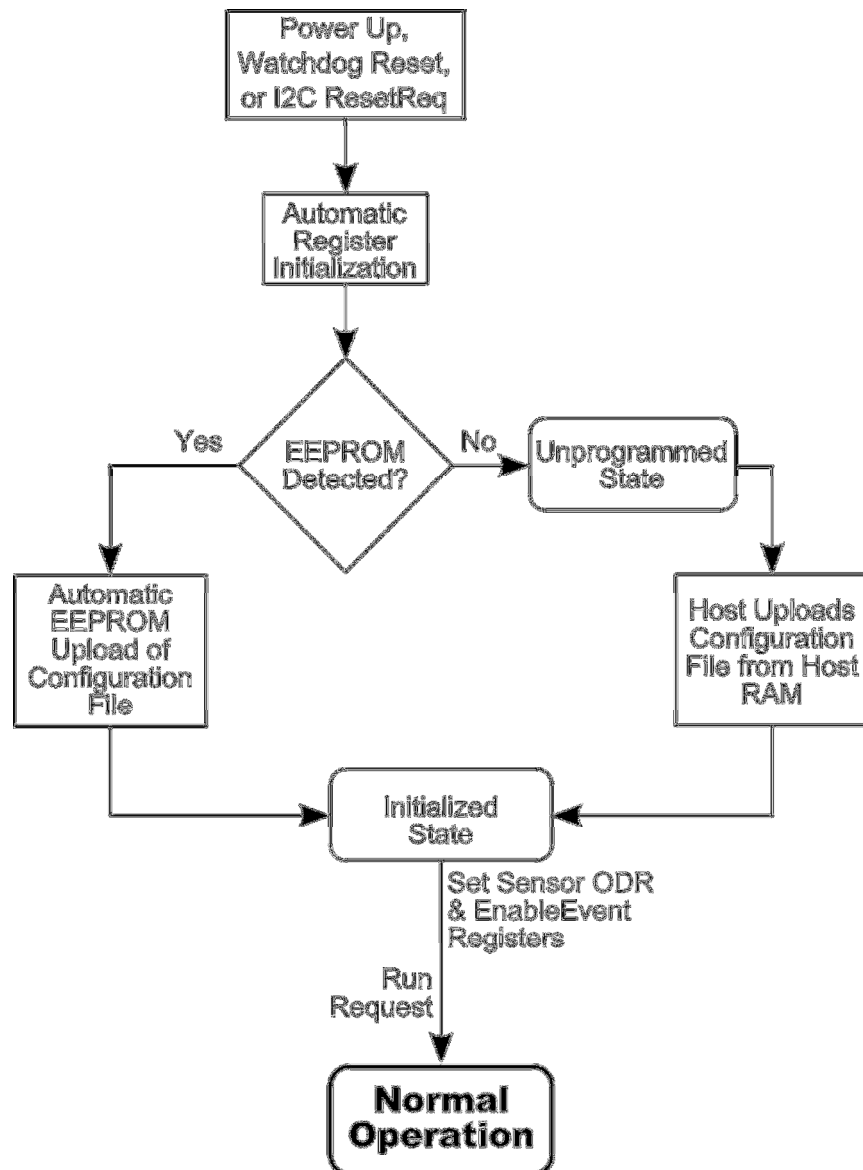 Power Up,
Watchdog Reset,
or I2C ResetReq
Automatic
Register
Initialization
Yes
EEPROM
Detected?
No
Unprogrammed
State
Automatic
EEPROM
Upload of
Configuration
File
Host Uploads
Configuration
File from Host
RAM
Initialized
State
Set Sensor ODR
& EnableEvent
Registers
Run
Request
Normal
Operation